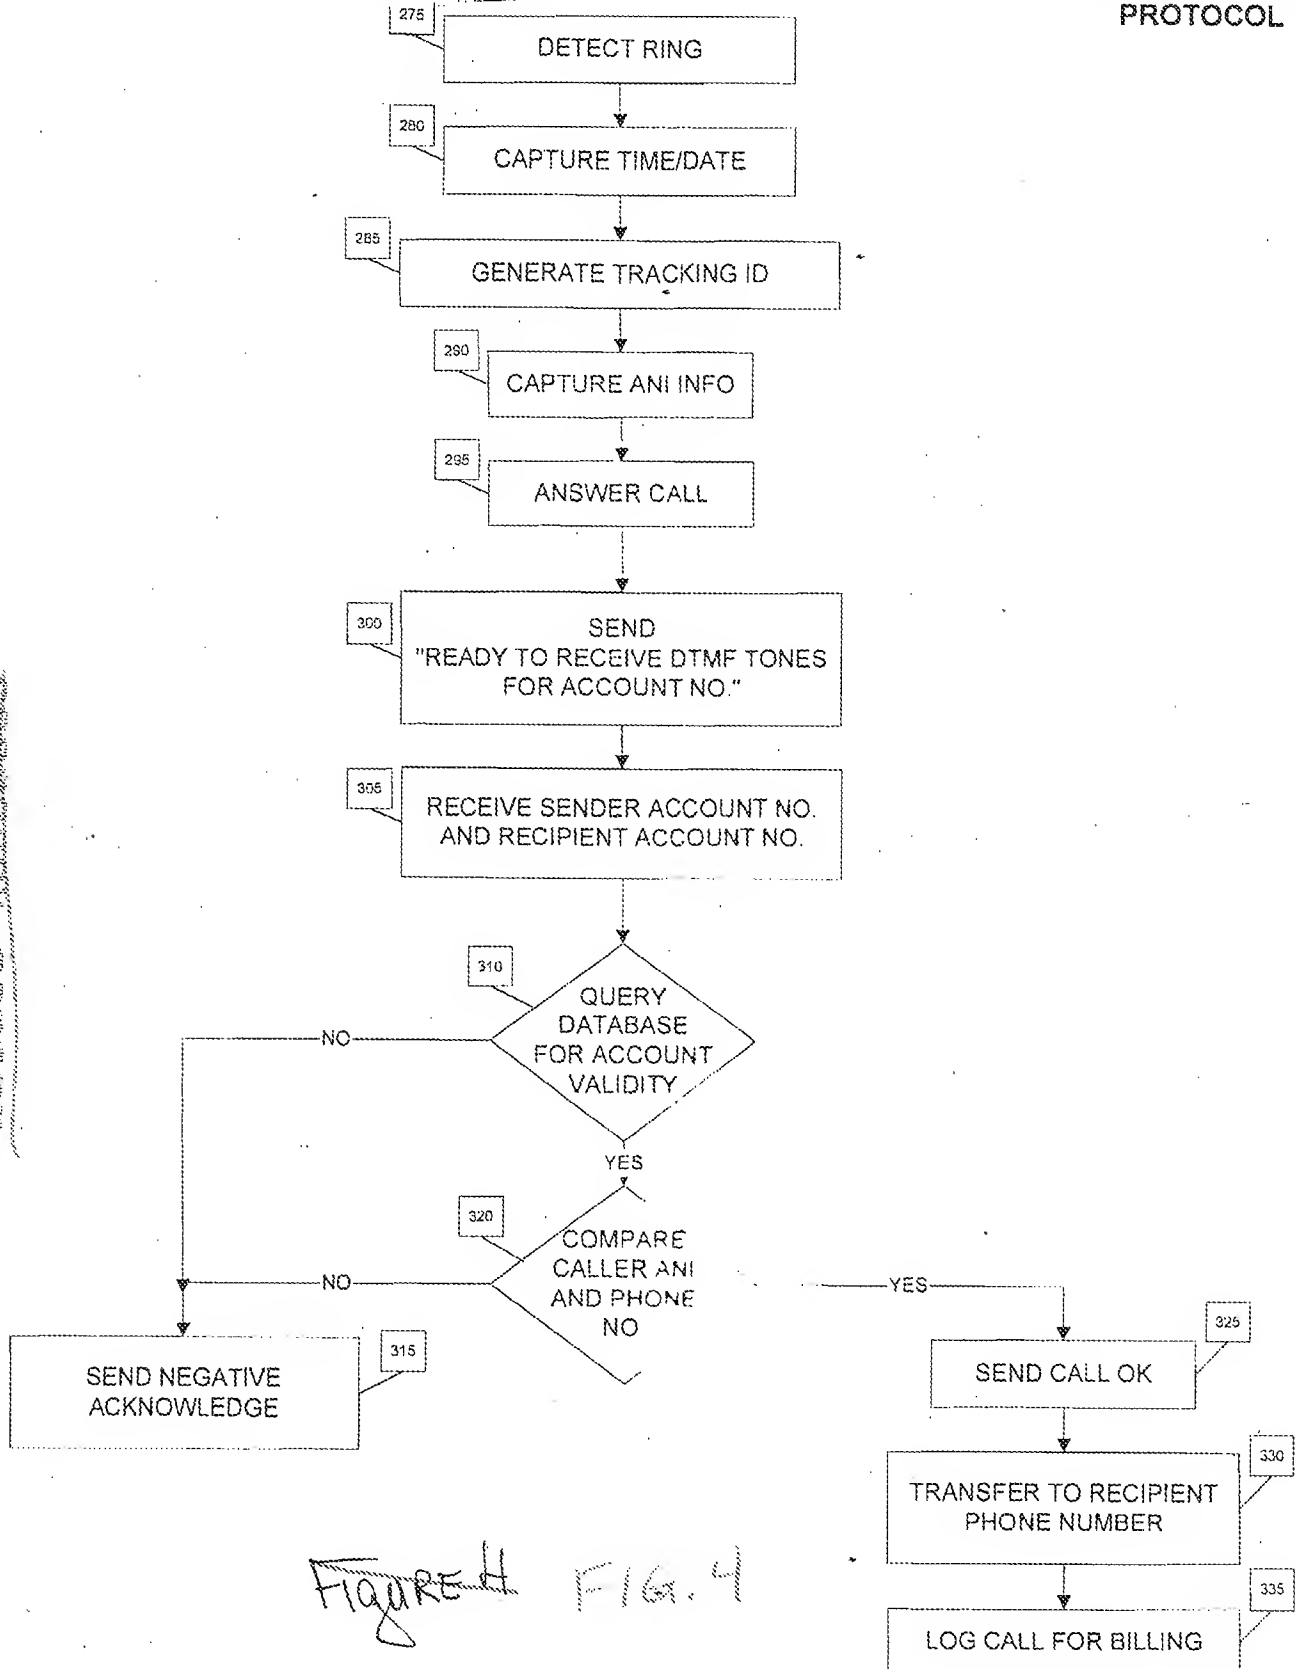 PROTOCOL
275
DETECT RING
280
CAPTURE TIME/DATE
285
GENERATE TRACKING ID
290
CAPTURE ANI INFO
295
ANSWER CALL
300
SEND
"READY TO RECEIVE DTMF TONES
FOR ACCOUNT NO."
305
RECEIVE SENDER ACCOUNT NO.
AND RECIPIENT ACCOUNT NO.
310
QUERY
DATABASE
FOR ACCOUNT
VALIDITY
NO
YES
320
COMPARE
CALLER ANI
AND PHONE
NO
NO
YES
315
SEND NEGATIVE
ACKNOWLEDGE
325
SEND CALL OK
330
TRANSFER TO RECIPIENT
PHONE NUMBER
335
LOG CALL FOR BILLING
FIGURE 4 FIG. 4